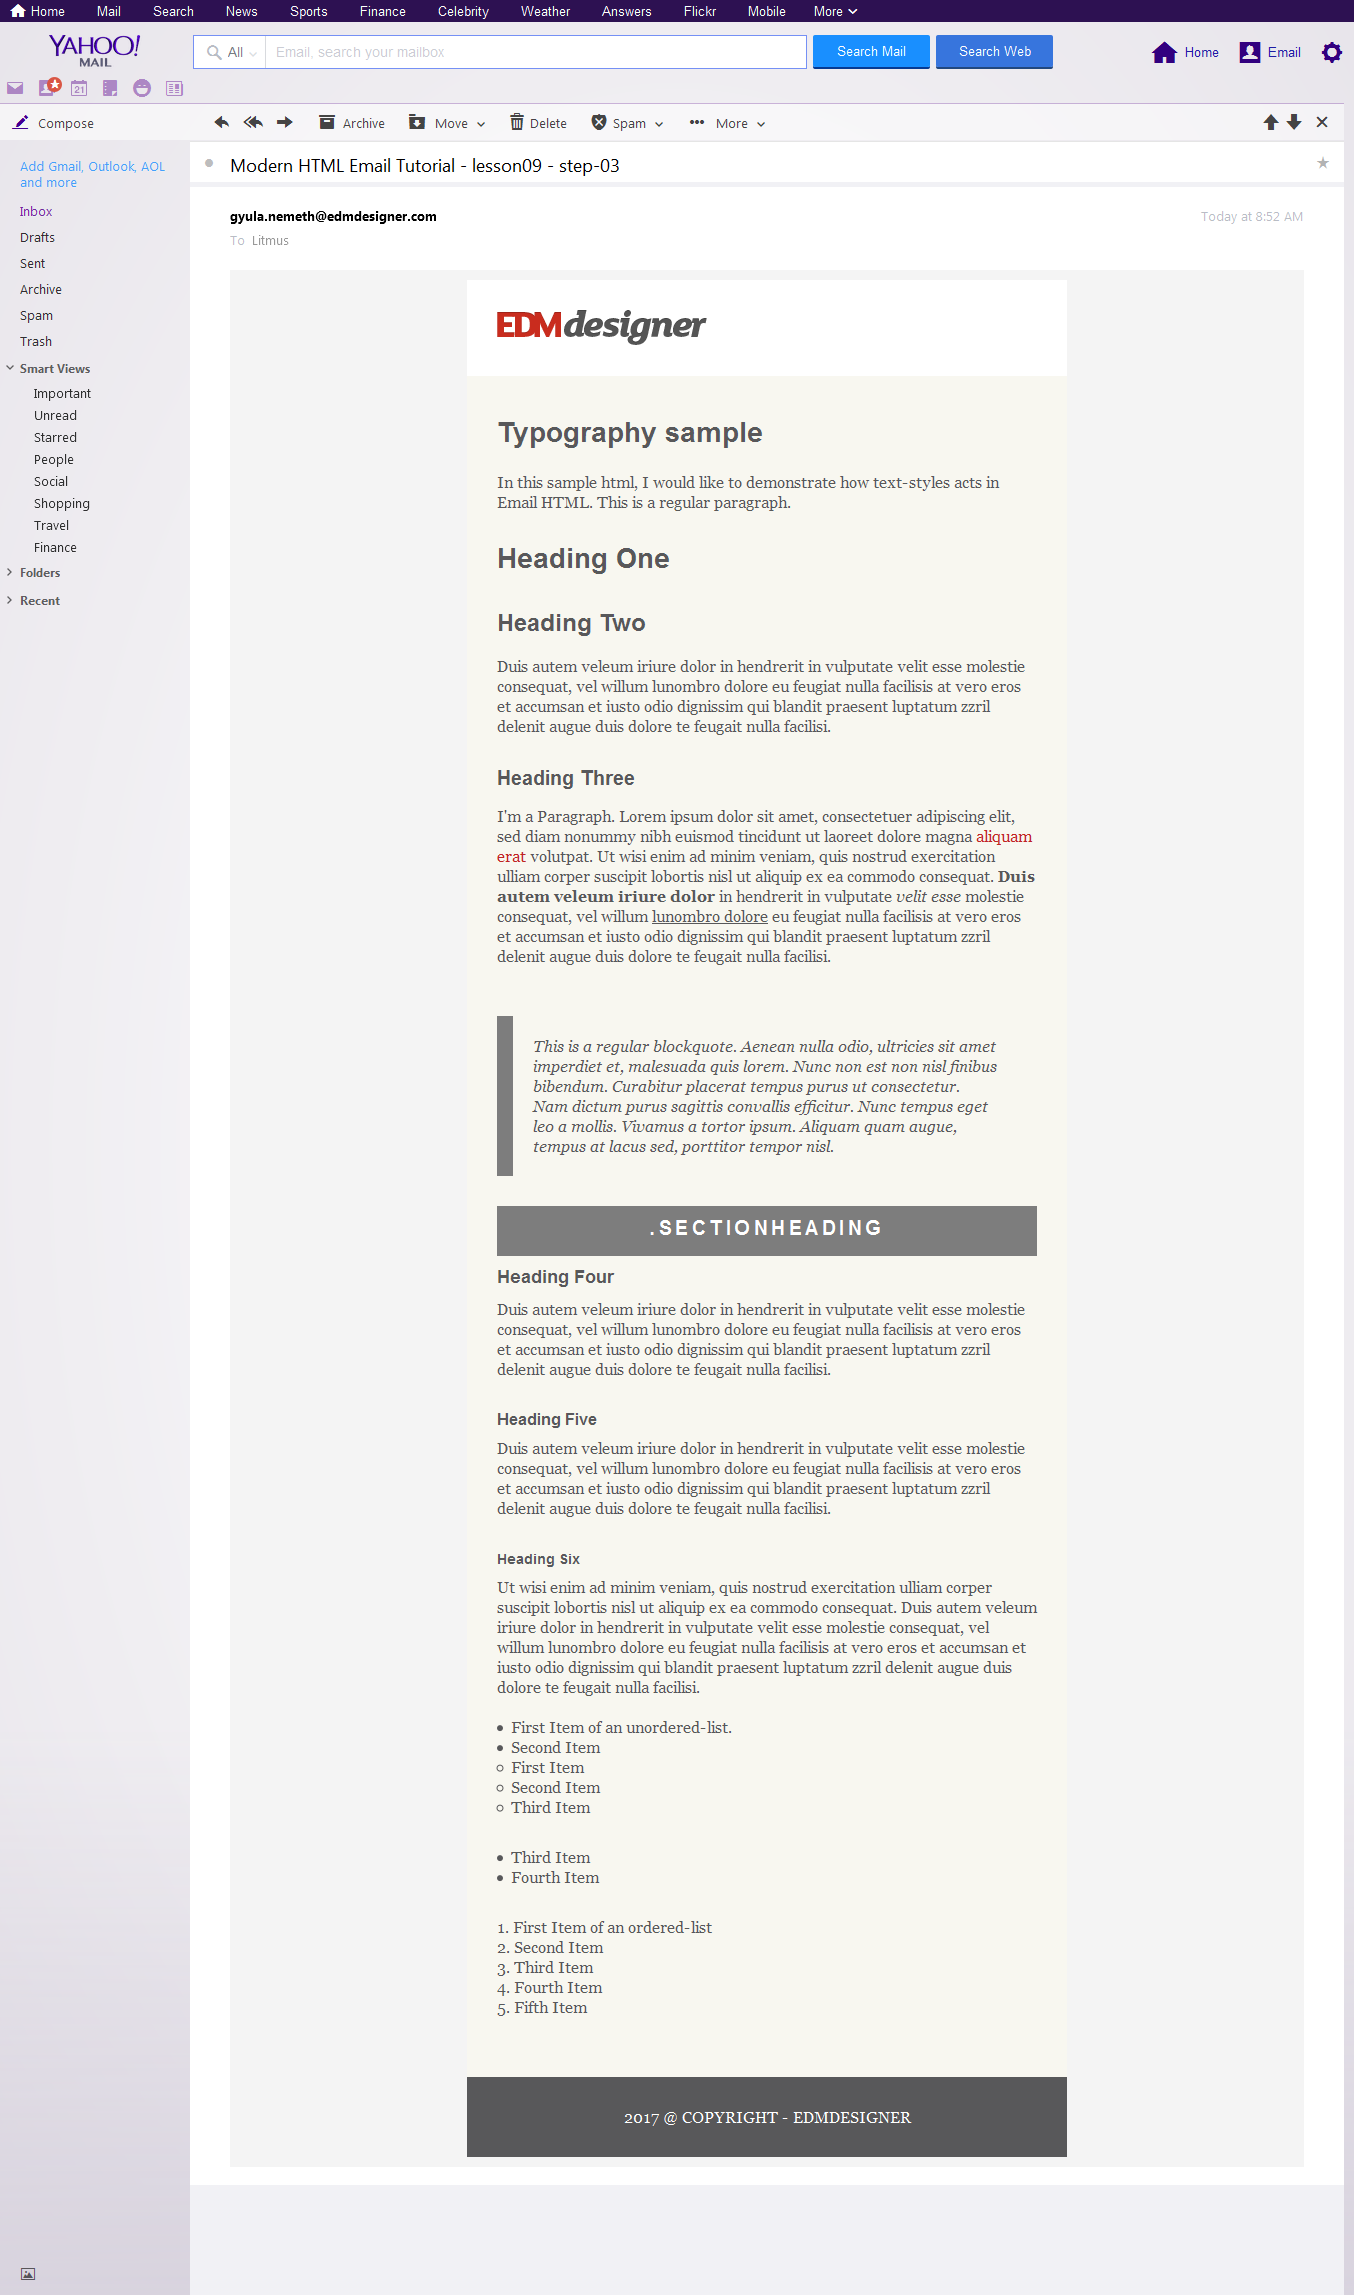 Home Mail Search News Sports Finance Celebrity Weather Answers Flickr Mobile More
YAHOO! MAIL
All Email, search your mailbox Search Mail Search Web Home Email
21
Compose
Archive Move Delete Spam More
Add Gmail, Outlook, AOL
and more
Inbox
Drafts
Sent
Archive
Spam
Trash
Smart Views
Important
Unread
Starred
People
Social
Shopping
Travel
Finance
Folders
Recent
Modern HTML Email Tutorial - lesson09 - step-03
gyula.nemeth@edmdesigner.com Today at 8:52 AM
To Litmus
EDMdesigner
Typography sample
In this sample html, I would like to demonstrate how text-styles acts in
Email HTML. This is a regular paragraph.
Heading One
Heading Two
Duis autem veleum iriure dolor in hendrerit in vulputate velit esse molestie
consequat, vel willum lunombro dolore eu feugiat nulla facilisis at vero eros
et accumsan et iusto odio dignissim qui blandit praesent luptatum zzril
delenit augue duis dolore te feugait nulla facilisi.
Heading Three
I'm a Paragraph. Lorem ipsum dolor sit amet, consectetuer adipiscing elit,
sed diam nonummy nibh euismod tincidunt ut laoreet dolore magna aliquam
erat volutpat. Ut wisi enim ad minim veniam, quis nostrud exercitation
ulliam corper suscipit lobortis nisl ut aliquip ex ea commodo consequat. Duis
autem veleum iriure dolor in hendrerit in vulputate velit esse molestie
consequat, vel willum lunombro dolore eu feugiat nulla facilisis at vero eros
et accumsan et iusto odio dignissim qui blandit praesent luptatum zzril
delenit augue duis dolore te feugait nulla facilisi.
This is a regular blockquote. Aenean nulla odio, ultricies sit amet
imperdiet et, malesuada quis lorem. Nunc non est non nisl finibus
bibendum. Curabitur placerat tempus purus ut consectetur.
Nam dictum purus sagittis convallis efficitur. Nunc tempus eget
leo a mollis. Vivamus a tortor ipsum. Aliquam quam augue,
tempus at lacus sed, porttitor tempor nisl.
.SECTIONHEADING
Heading Four
Duis autem veleum iriure dolor in hendrerit in vulputate velit esse molestie
consequat, vel willum lunombro dolore eu feugiat nulla facilisis at vero eros
et accumsan et iusto odio dignissim qui blandit praesent luptatum zzril
delenit augue duis dolore te feugait nulla facilisi.
Heading Five
Duis autem veleum iriure dolor in hendrerit in vulputate velit esse molestie
consequat, vel willum lunombro dolore eu feugiat nulla facilisis at vero eros
et accumsan et iusto odio dignissim qui blandit praesent luptatum zzril
delenit augue duis dolore te feugait nulla facilisi.
Heading Six
Ut wisi enim ad minim veniam, quis nostrud exercitation ulliam corper
suscipit lobortis nisl ut aliquip ex ea commodo consequat. Duis autem veleum
iriure dolor in hendrerit in vulputate velit esse molestie consequat, vel
willum lunombro dolore eu feugiat nulla facilisis at vero eros et accumsan et
iusto odio dignissim qui blandit praesent luptatum zzril delenit augue duis
dolore te feugait nulla facilisi.
• First Item of an unordered-list.
• Second Item
○ First Item
○ Second Item
○ Third Item
• Third Item
• Fourth Item
1. First Item of an ordered-list
2. Second Item
3. Third Item
4. Fourth Item
5. Fifth Item
2017 @ COPYRIGHT - EDMDESIGNER